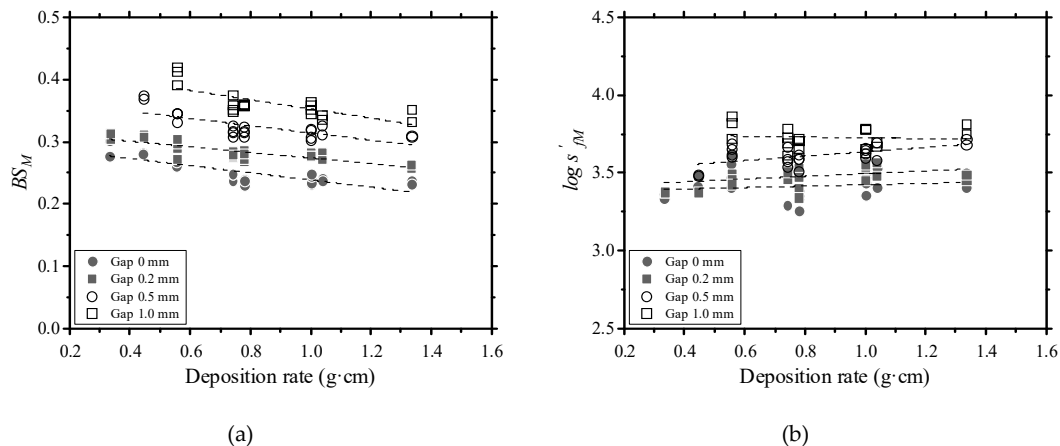 0.5
0.4
0.3
0.2
0.1
0.0
BS_M
Gap 0 mm
Gap 0.2 mm
Gap 0.5 mm
Gap 1.0 mm
0.2 0.4 0.6 0.8 1.0 1.2 1.4 1.6
Deposition rate (g·cm)
(a)
4.5
4.0
3.5
3.0
2.5
log s'_fM
Gap 0 mm
Gap 0.2 mm
Gap 0.5 mm
Gap 1.0 mm
0.2 0.4 0.6 0.8 1.0 1.2 1.4 1.6
Deposition rate (g·cm)
(b)